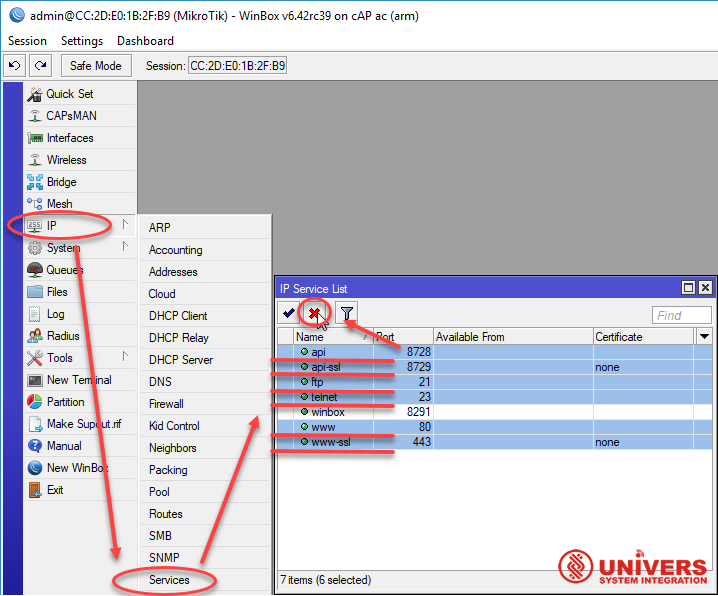 admin@CC:2D:E0:1B:2F:B9 (MikroTik) - WinBox v6.42rc39 on cAP ac (arm)
Session Settings Dashboard
Safe Mode Session: CC:2D:E0:1B:2F:B9
Quick Set
CAPsMAN
Interfaces
Wireless
Bridge
Mesh
IP
System
Queues
Files
Log
Radius
Tools
New Terminal
Partition
Make Supout.rif
Manual
New WinBox
Exit
ARP
Accounting
Addresses
Cloud
DHCP Client
DHCP Relay
DHCP Server
DNS
Firewall
Kid Control
Neighbors
Packing
Pool
Routes
SMB
SNMP
Services
IP Service List
Find
Name Port Available From Certificate
api 8728
api-ssl 8729 none
ftp 21
telnet 23
winbox 8291
www 80
www-ssl 443 none
7 items (6 selected)
UNIVERS
SYSTEM INTEGRATION